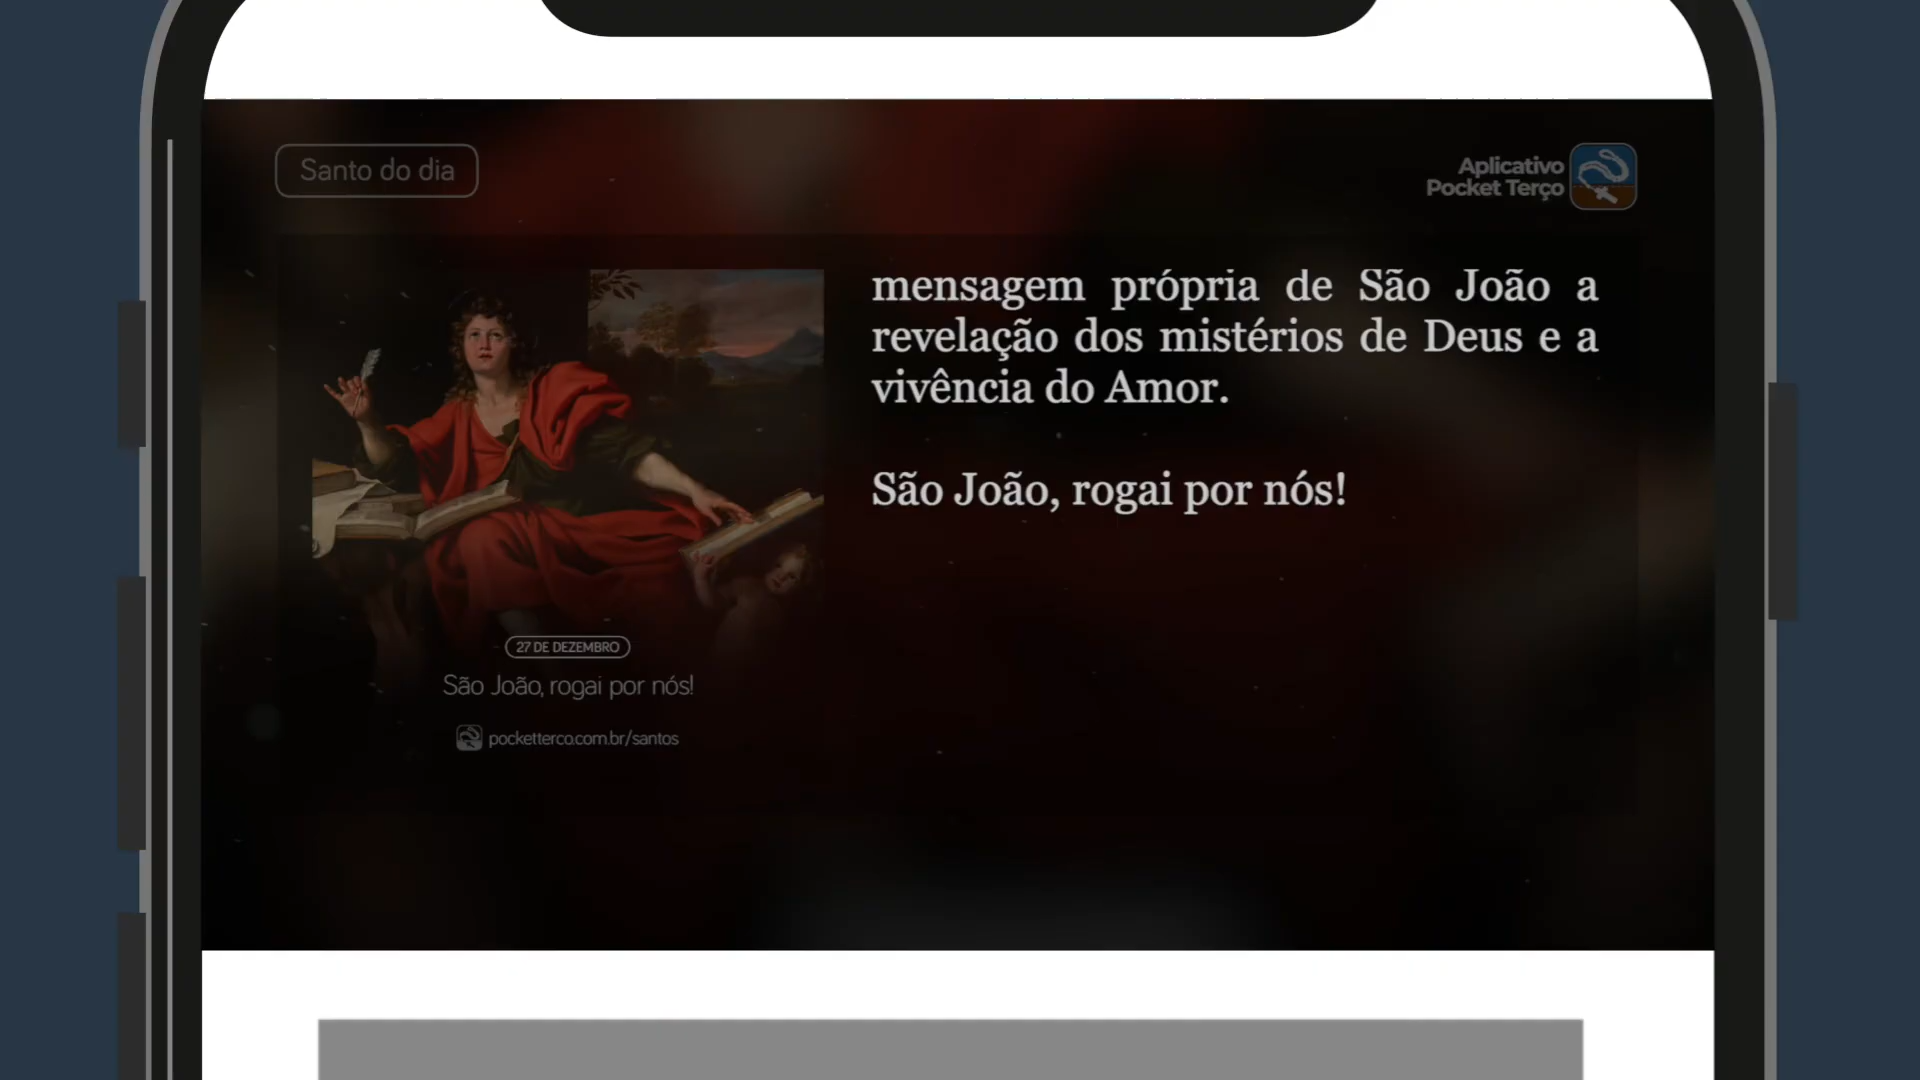 Santo do dia
Aplicativo
Pocket Terço
mensagem própria de São João a
revelação dos mistérios de Deus e a
vivência do Amor.
São João, rogai por nós!
27 DE DEZEMBRO
São João, rogai por nós!
pocketterco.com.br/santos